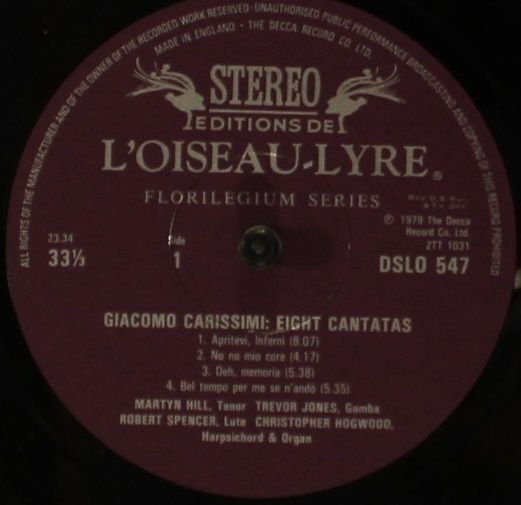 ALL RIGHTS OF THE MANUFACTURER AND OF THE OWNER OF THE RECORDED WORK RESERVED · UNAUTHORISED PUBLIC PERFORMANCE BROADCASTING AND COPYING OF THIS RECORD PROHIBITED
MADE IN ENGLAND · THE DECCA RECORD CO. LTD.
STEREO
EDITIONS DE
L'OISEAU-LYRE®
FLORILEGIUM SERIES
℗ 1979 The Decca
Record Co. Ltd.
23.34 Side ZTT 1031
33⅓ 1 DSLO 547
GIACOMO CARISSIMI: EIGHT CANTATAS
1. Apritevi, Inferni (8.07)
2. No no mio core (4.17)
3. Deh, memoria (5.38)
4. Bel tempo per me se n'andò (5.35)
MARTYN HILL, Tenor TREVOR JONES, Gamba
ROBERT SPENCER, Lute CHRISTOPHER HOGWOOD,
Harpsichord & Organ